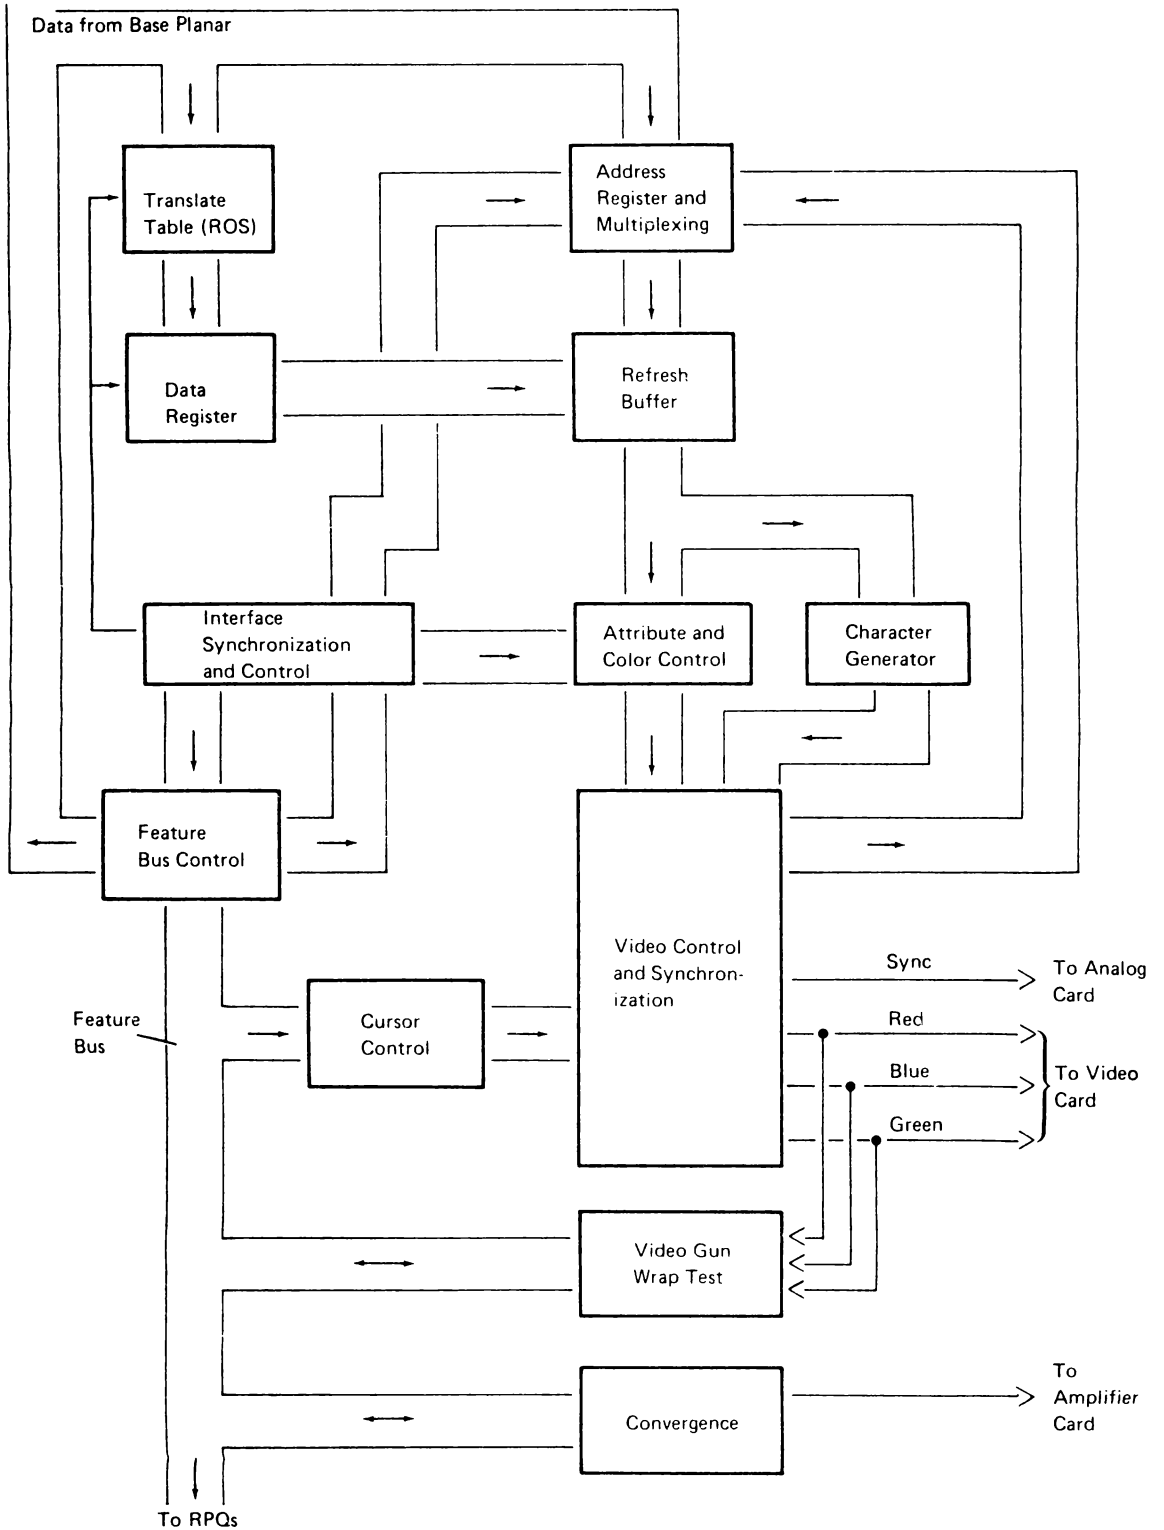 Data from Base Planar
Translate
Table (ROS)
Address
Register and
Multiplexing
Data
Register
Refresh
Buffer
Interface
Synchronization
and Control
Attribute and
Color Control
Character
Generator
Feature
Bus Control
Video Control
and Synchron-
ization
Sync
To Analog
Card
Feature
Bus
Cursor
Control
Red
Blue
To Video
Card
Green
Video Gun
Wrap Test
Convergence
To
Amplifier
Card
To RPQs